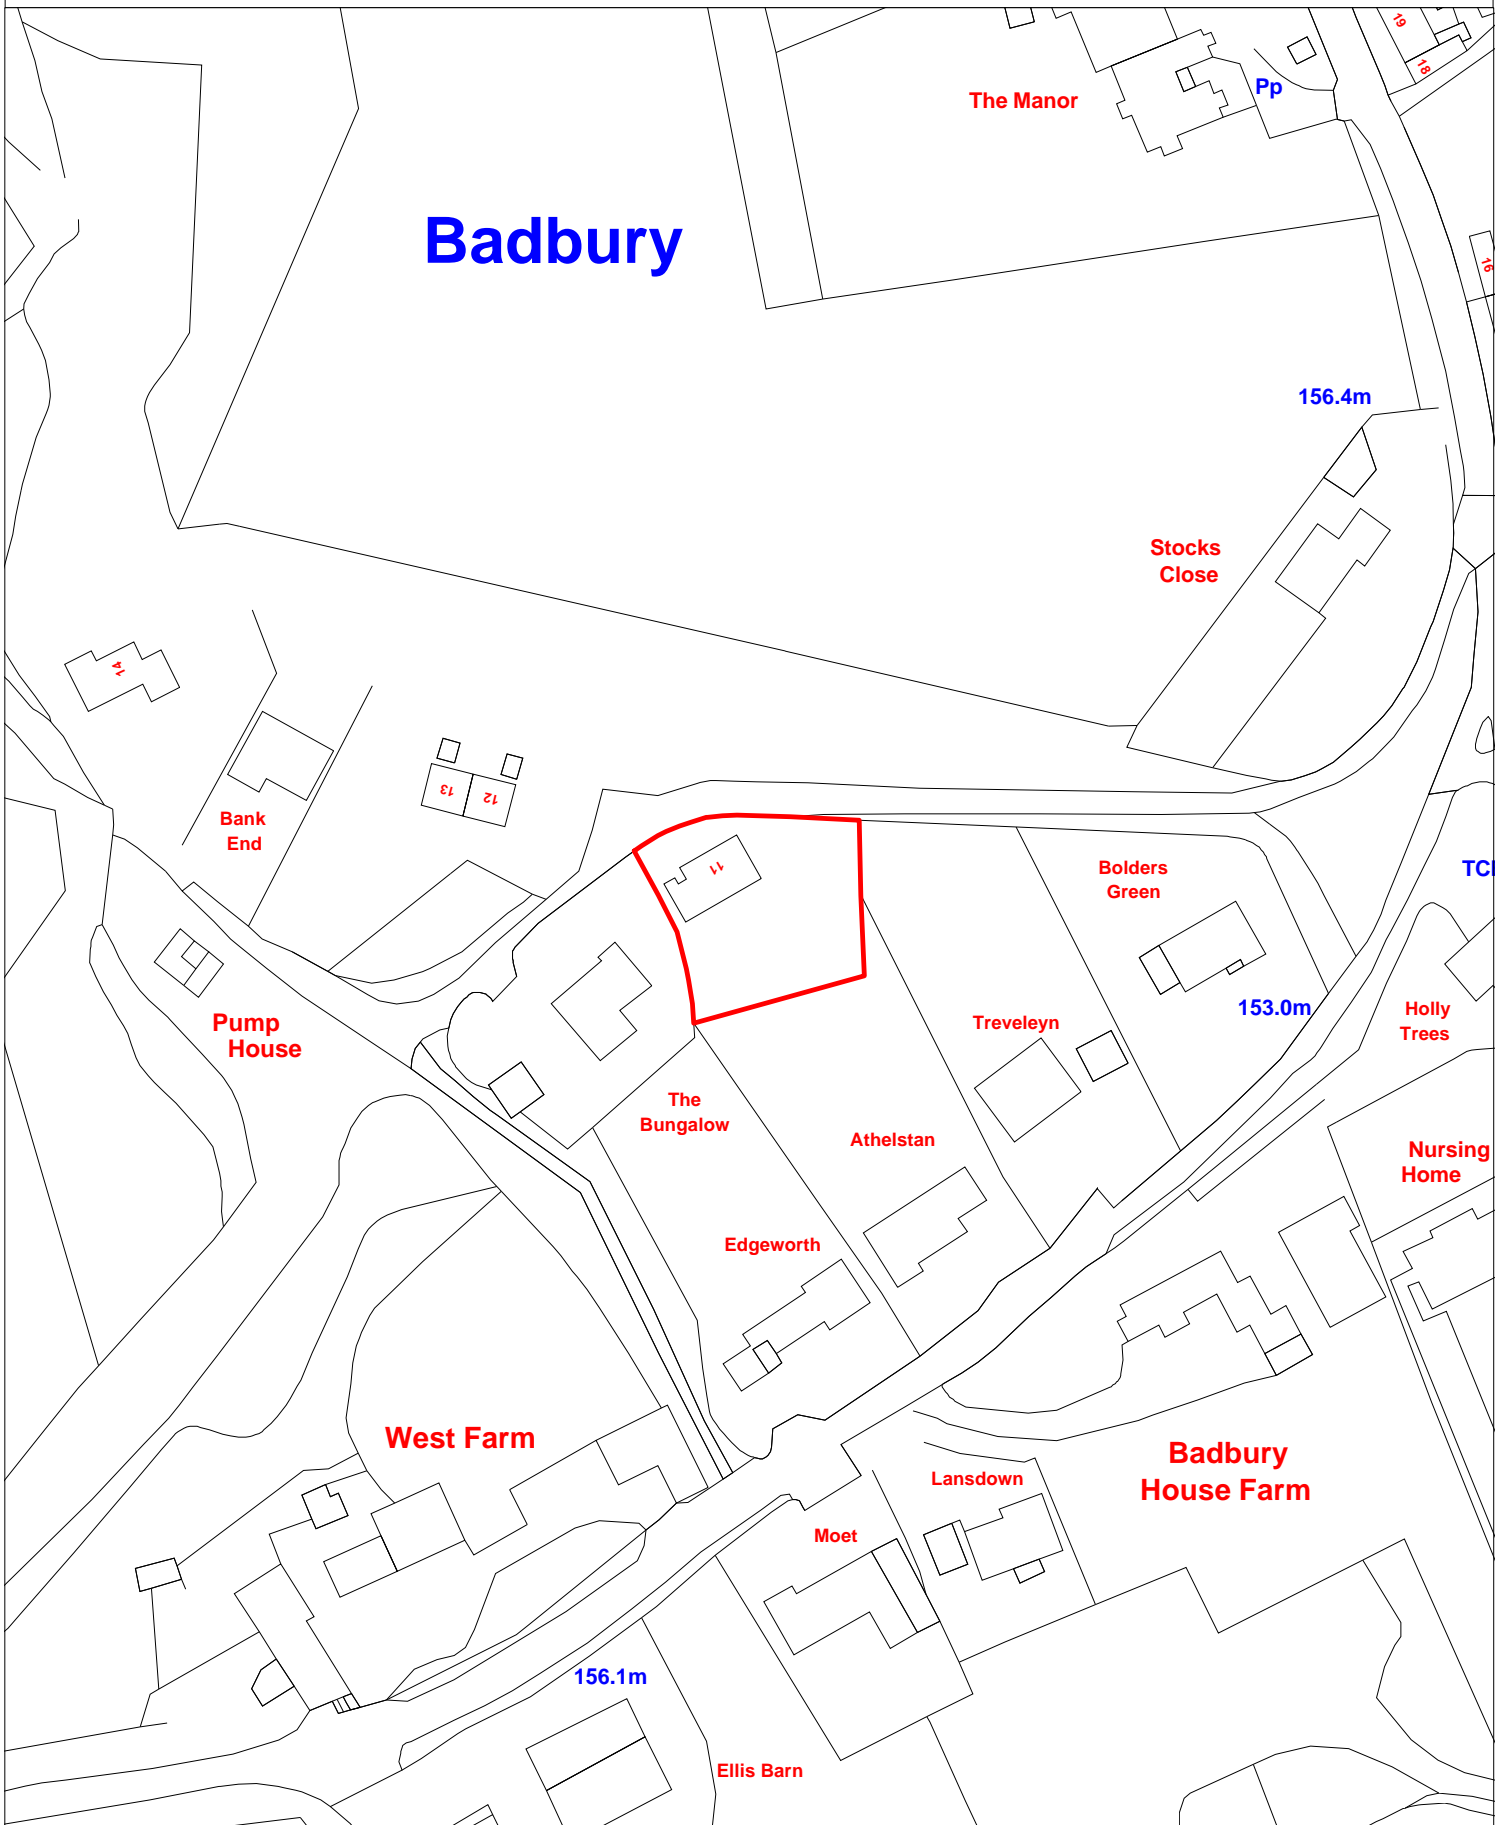 19
18
The Manor
Pp
Badbury
16
156.4m
Stocks
Close
14
13
12
Bank
End
11
Bolders
Green
TC
153.0m
Holly
Trees
Pump
House
Treveleyn
The
Bungalow
Athelstan
Nursing
Home
Edgeworth
West Farm
Badbury
House Farm
Lansdown
Moet
156.1m
Ellis Barn